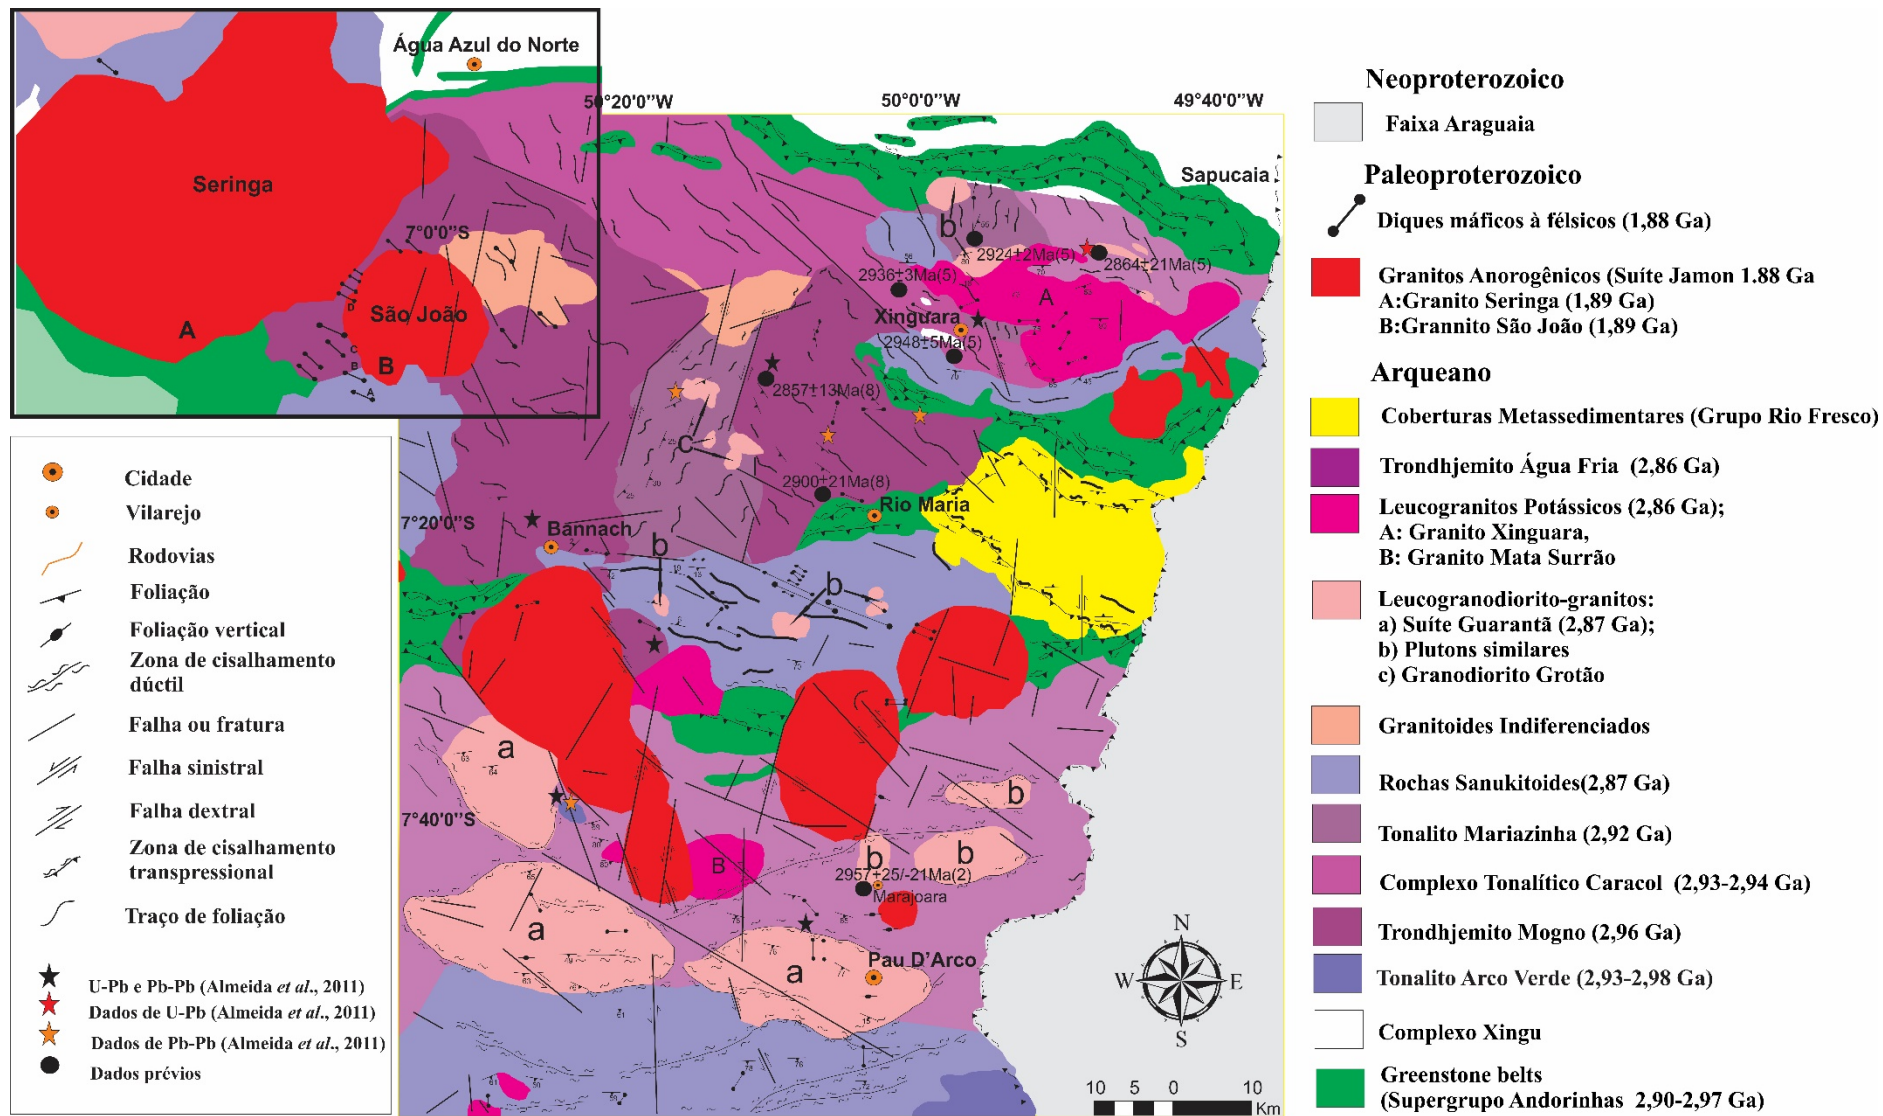 Água Azul do Norte
50°20'0''W
50°0'0''W
49°40'0''W
Sapucaia
Seringa
7°0'0''S
São João
A
B
D
C
B
A
b
2924±2Ma(5)
2864±21Ma(5)
2936±3Ma(5)
A
Xinguara
2948±5Ma(5)
2857±13Ma(8)
c
2900±21Ma(8)
Rio Maria
7°20'0''S
Bannach
b
b
a
b
7°40'0''S
B
b
b
2957+25/-21Ma(2)
Marajoara
a
a
Pau D'Arco
N
W
E
S
10 5 0 10
Km
Cidade
Vilarejo
Rodovias
Foliação
Foliação vertical
Zona de cisalhamento
dúctil
Falha ou fratura
Falha sinistral
Falha dextral
Zona de cisalhamento
transpressional
Traço de foliação
U-Pb e Pb-Pb (Almeida et al., 2011)
Dados de U-Pb (Almeida et al., 2011)
Dados de Pb-Pb (Almeida et al., 2011)
Dados prévios
Neoproterozoico
Faixa Araguaia
Paleoproterozoico
Diques máficos à félsicos (1,88 Ga)
Granitos Anorogênicos (Suíte Jamon 1.88 Ga
A:Granito Seringa (1,89 Ga)
B:Grannito São João (1,89 Ga)
Arqueano
Coberturas Metassedimentares (Grupo Rio Fresco)
Trondhjemito Água Fria (2,86 Ga)
Leucogranitos Potássicos (2,86 Ga);
A: Granito Xinguara,
B: Granito Mata Surrão
Leucogranodiorito-granitos:
a) Suíte Guarantã (2,87 Ga);
b) Plutons similares
c) Granodiorito Grotão
Granitoides Indiferenciados
Rochas Sanukitoides(2,87 Ga)
Tonalito Mariazinha (2,92 Ga)
Complexo Tonalítico Caracol (2,93-2,94 Ga)
Trondhjemito Mogno (2,96 Ga)
Tonalito Arco Verde (2,93-2,98 Ga)
Complexo Xingu
Greenstone belts
(Supergrupo Andorinhas 2,90-2,97 Ga)